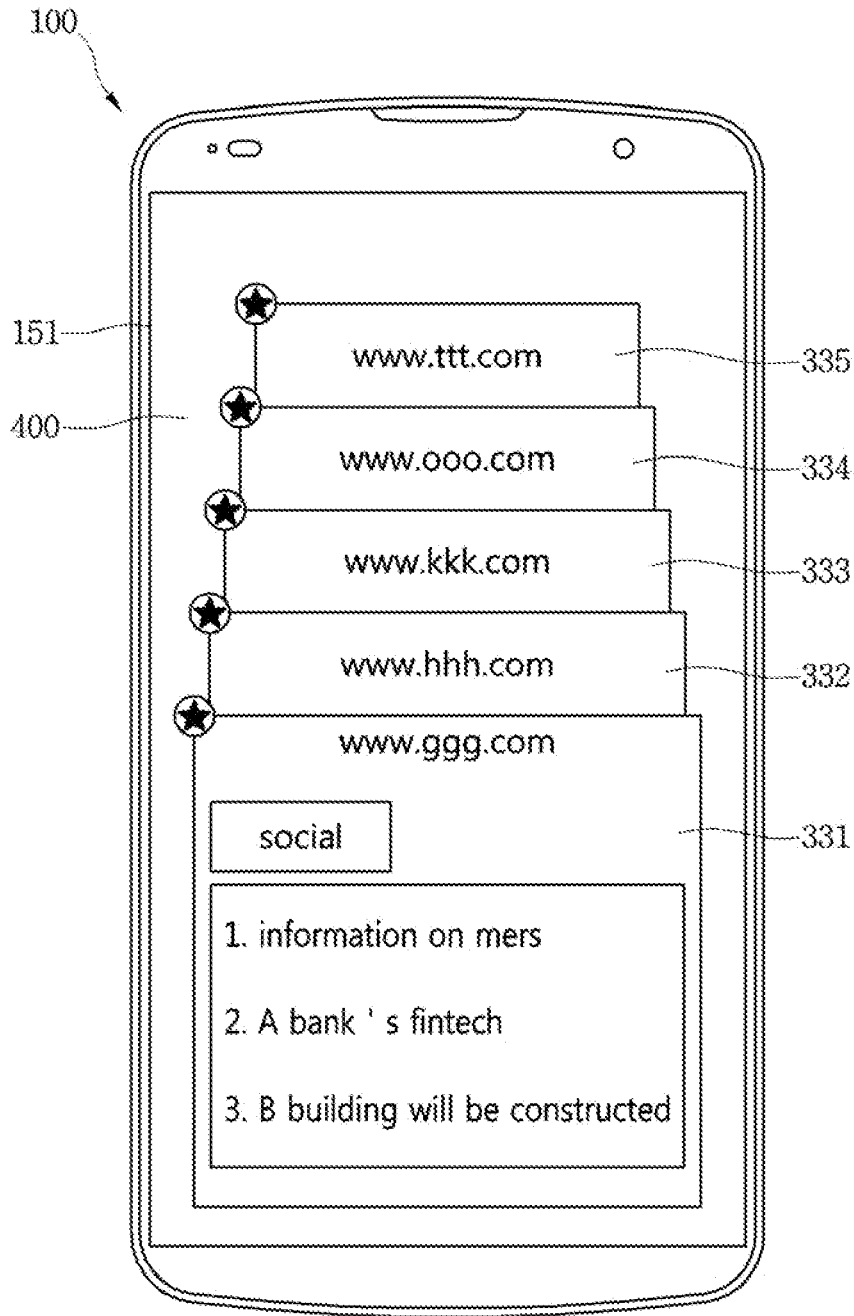 100
www.ttt.com
151
335
400
www.ooo.com
334
www.kkk.com
333
www.hhh.com
332
www.ggg.com
social
331
1. information on mers
2. A bank ' s fintech
3. B building will be constructed